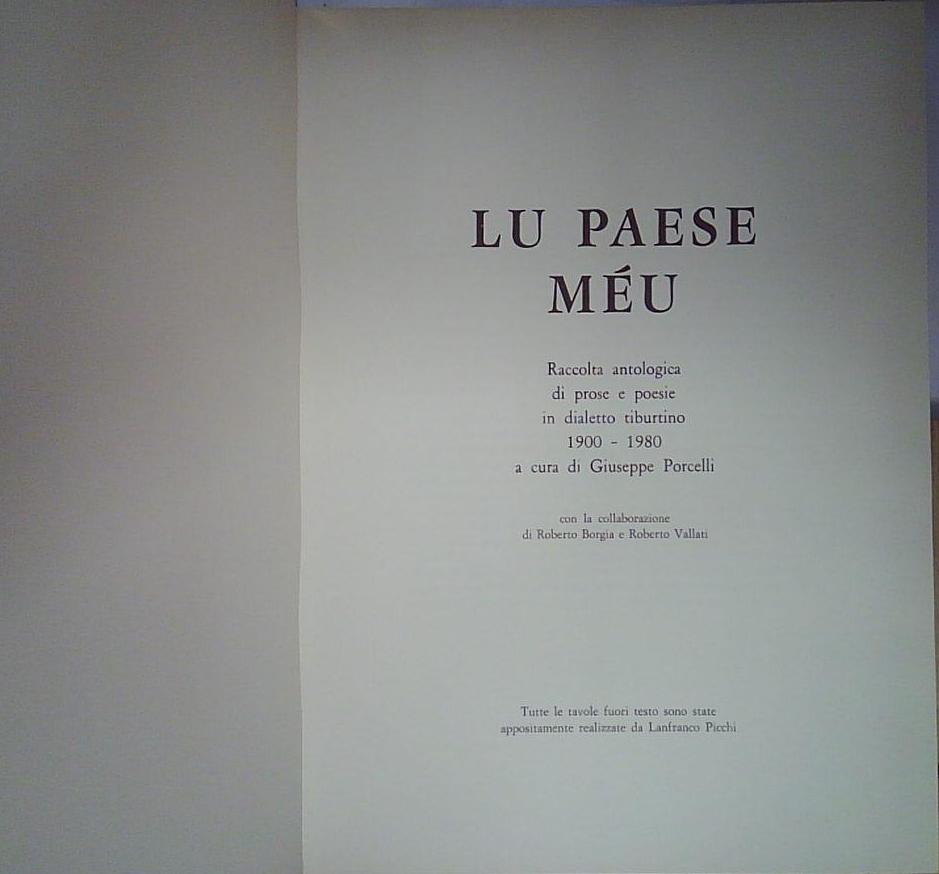 LU PAESE
MÉU
Raccolta antologica
di prose e poesie
in dialetto tiburtino
1900 - 1980
a cura di Giuseppe Porcelli
con la collaborazione
di Roberto Borgia e Roberto Vallati
Tutte le tavole fuori testo sono state
appositamente realizzate da Lanfranco Picchi